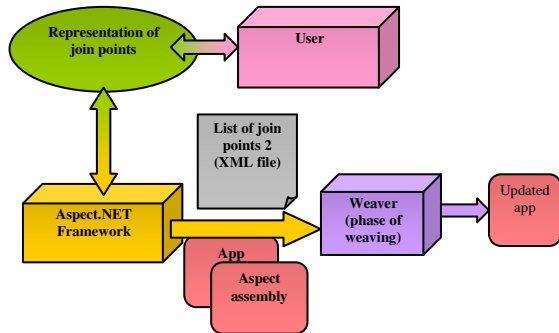 Representation of
join points
User
List of join
points 2
(XML file)
Aspect.NET
Framework
Weaver
(phase of
weaving)
Updated
app
App
Aspect
assembly